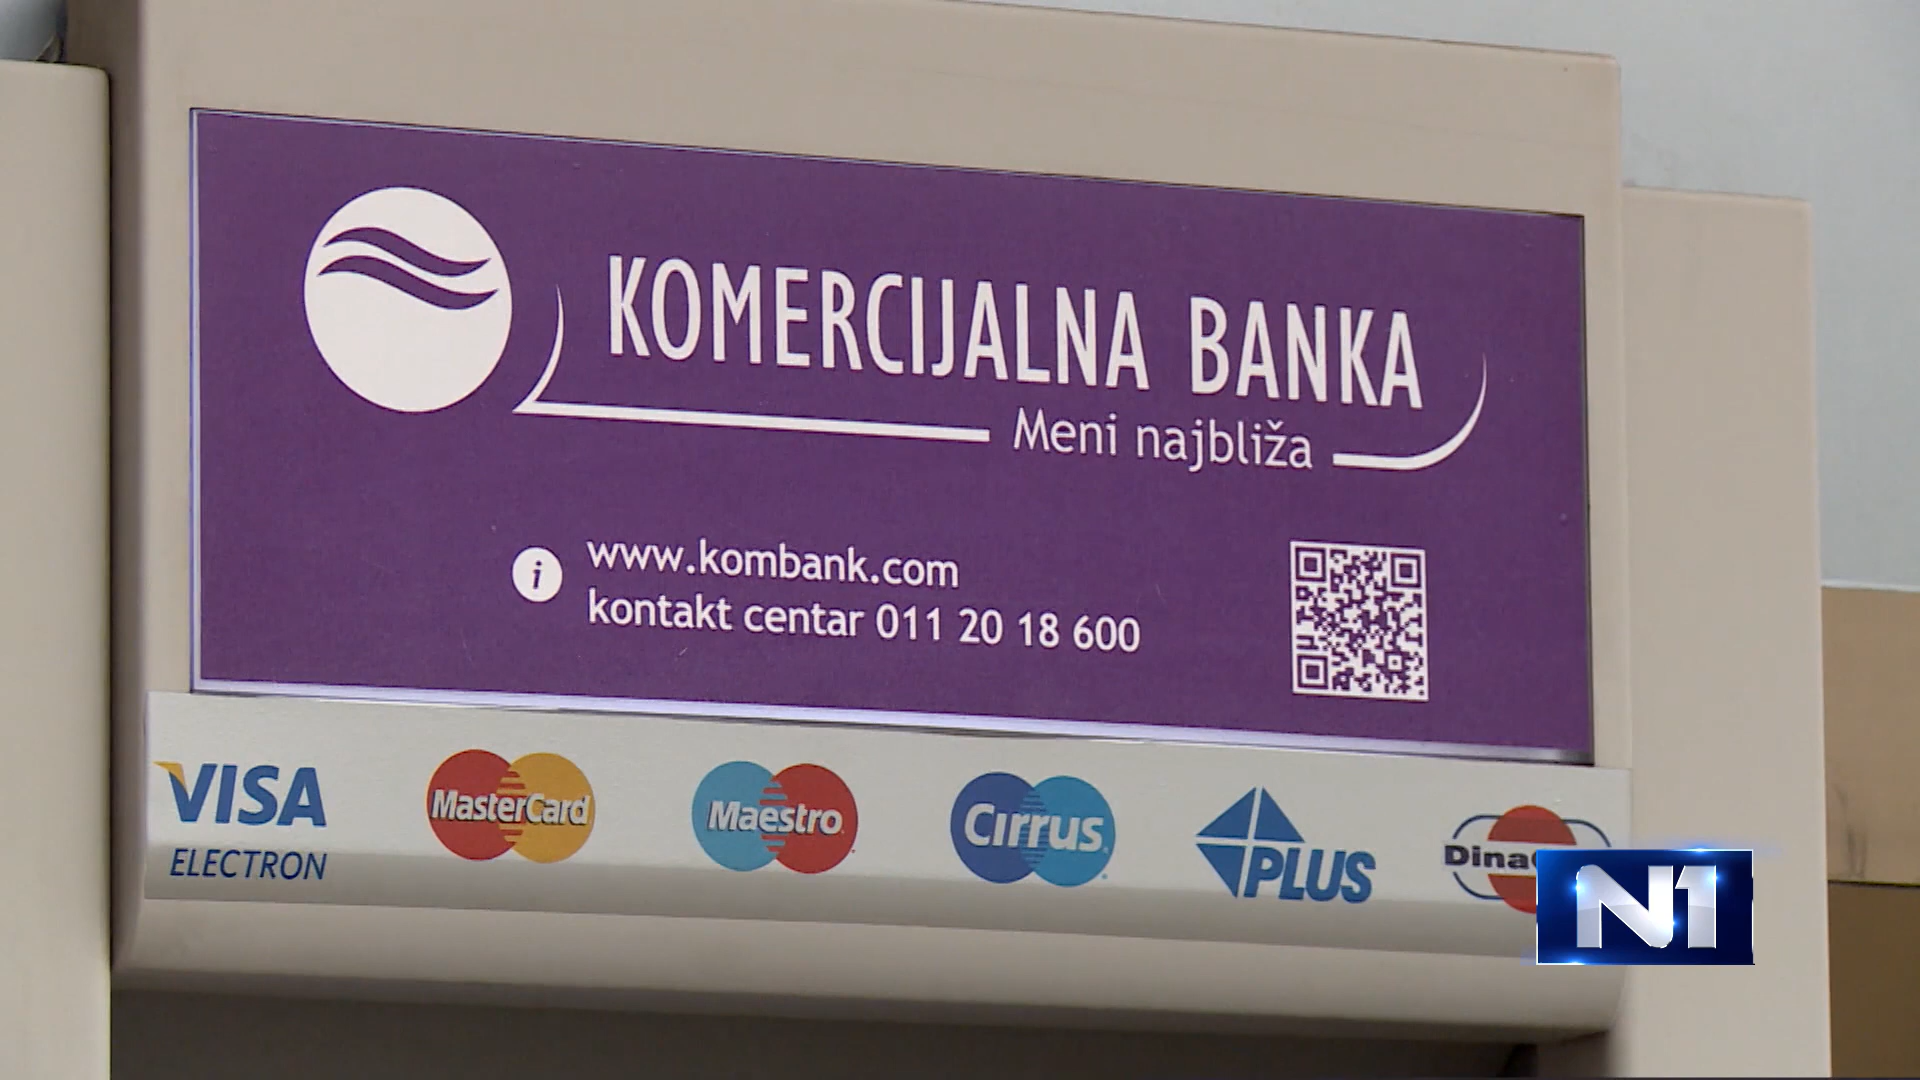 KOMERCIJALNA BANKA
Meni najbliža
i www.kombank.com
kontakt centar 011 20 18 600
VISA
ELECTRON
MasterCard
Maestro
Cirrus
PLUS
N1